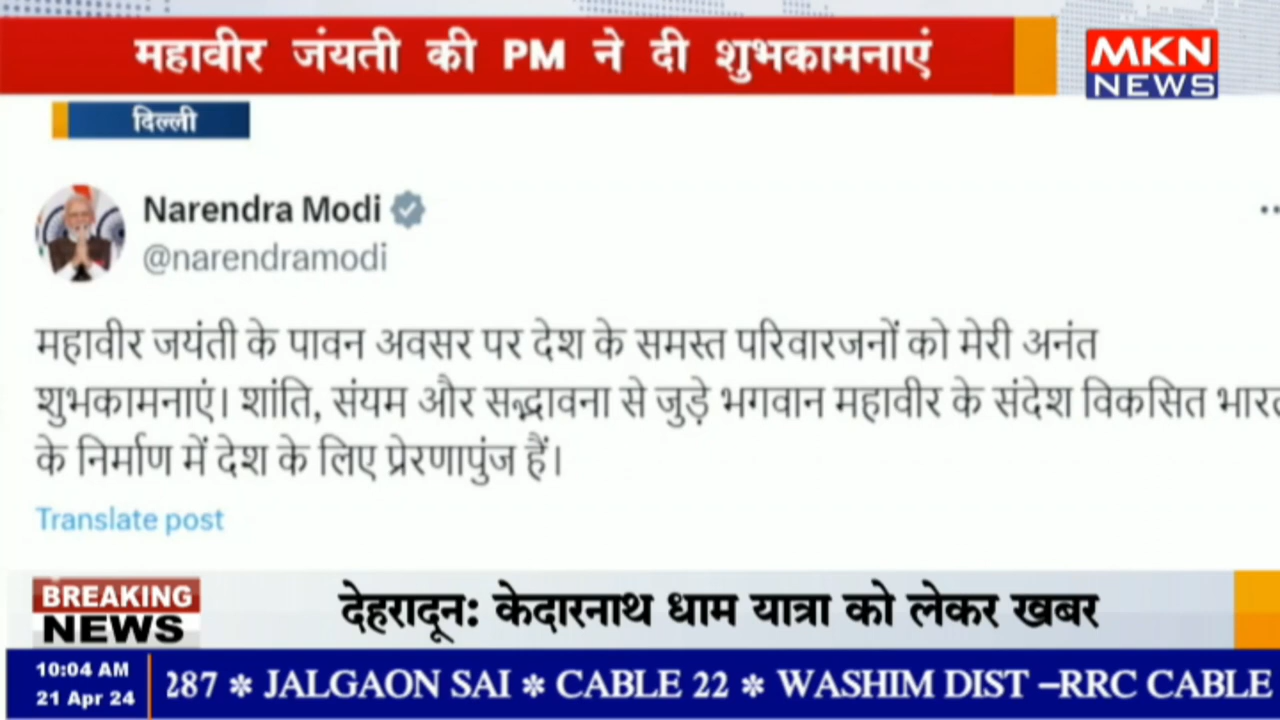 महावीर जंयती की PM ने दी शुभकामनाएं
MKN
NEWS
दिल्ली
Narendra Modi
@narendramodi
महावीर जयंती के पावन अवसर पर देश के समस्त परिवारजनों को मेरी अनंत
शुभकामनाएं। शांति, संयम और सद्भावना से जुड़े भगवान महावीर के संदेश विकसित भारत
के निर्माण में देश के लिए प्रेरणापुंज हैं।
Translate post
BREAKING
NEWS
देहरादून: केदारनाथ धाम यात्रा को लेकर खबर
10:04 AM
21 Apr 24
287 * JALGAON SAI * CABLE 22 * WASHIM DIST –RRC CABLE